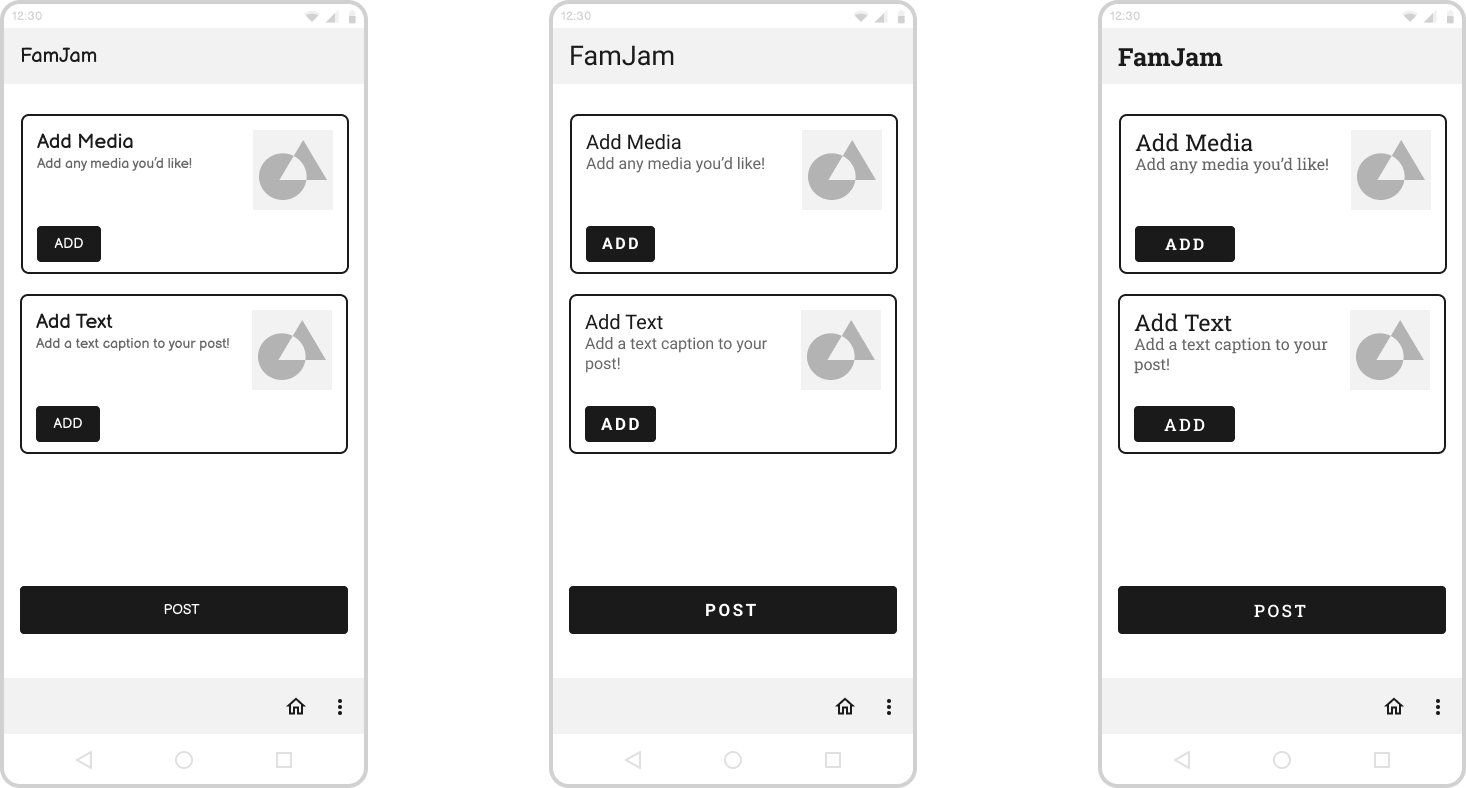 12:30
FamJam
Add Media
Add any media you'd like!
ADD
Add Text
Add a text caption to your post!
ADD
POST
12:30
FamJam
Add Media
Add any media you'd like!
ADD
Add Text
Add a text caption to your
post!
ADD
POST
12:30
FamJam
Add Media
Add any media you'd like!
ADD
Add Text
Add a text caption to your
post!
ADD
POST